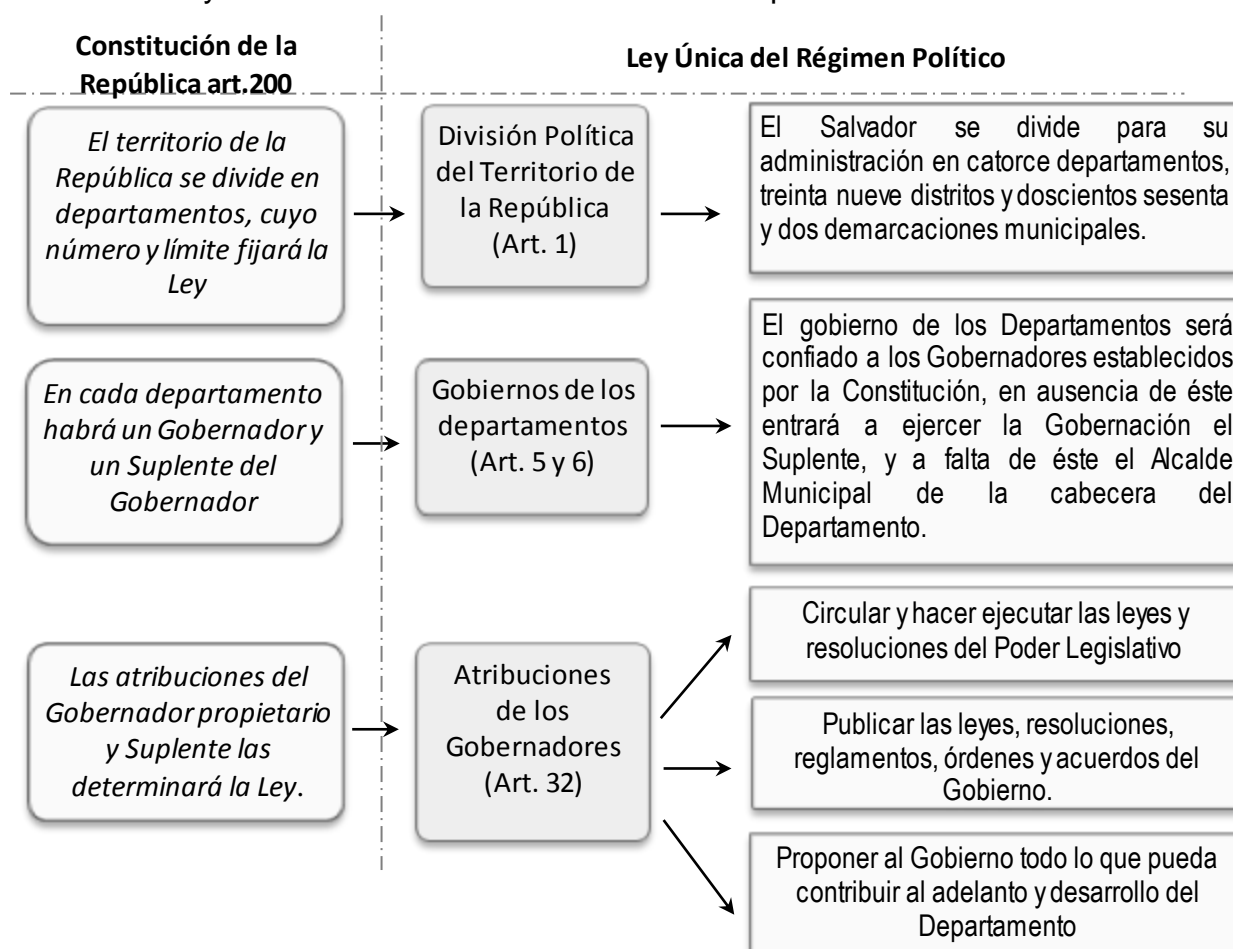 Constitución de la
República art.200
Ley Única del Régimen Político
El territorio de la
República se divide en
departamentos, cuyo
número y límite fijará la
Ley
División Política
del Territorio de
la República
(Art. 1)
El Salvador se divide para su
administración en catorce departamentos,
treinta nueve distritos y doscientos sesenta
y dos demarcaciones municipales.
En cada departamento
habrá un Gobernador y
un Suplente del
Gobernador
Gobiernos de los
departamentos
(Art. 5 y 6)
El gobierno de los Departamentos será
confiado a los Gobernadores establecidos
por la Constitución, en ausencia de éste
entrará a ejercer la Gobernación el
Suplente, y a falta de éste el Alcalde
Municipal de la cabecera del
Departamento.
Las atribuciones del
Gobernador propietario
y Suplente las
determinará la Ley.
Atribuciones
de los
Gobernadores
(Art. 32)
Circular y hacer ejecutar las leyes y
resoluciones del Poder Legislativo
Publicar las leyes, resoluciones,
reglamentos, órdenes y acuerdos del
Gobierno.
Proponer al Gobierno todo lo que pueda
contribuir al adelanto y desarrollo del
Departamento